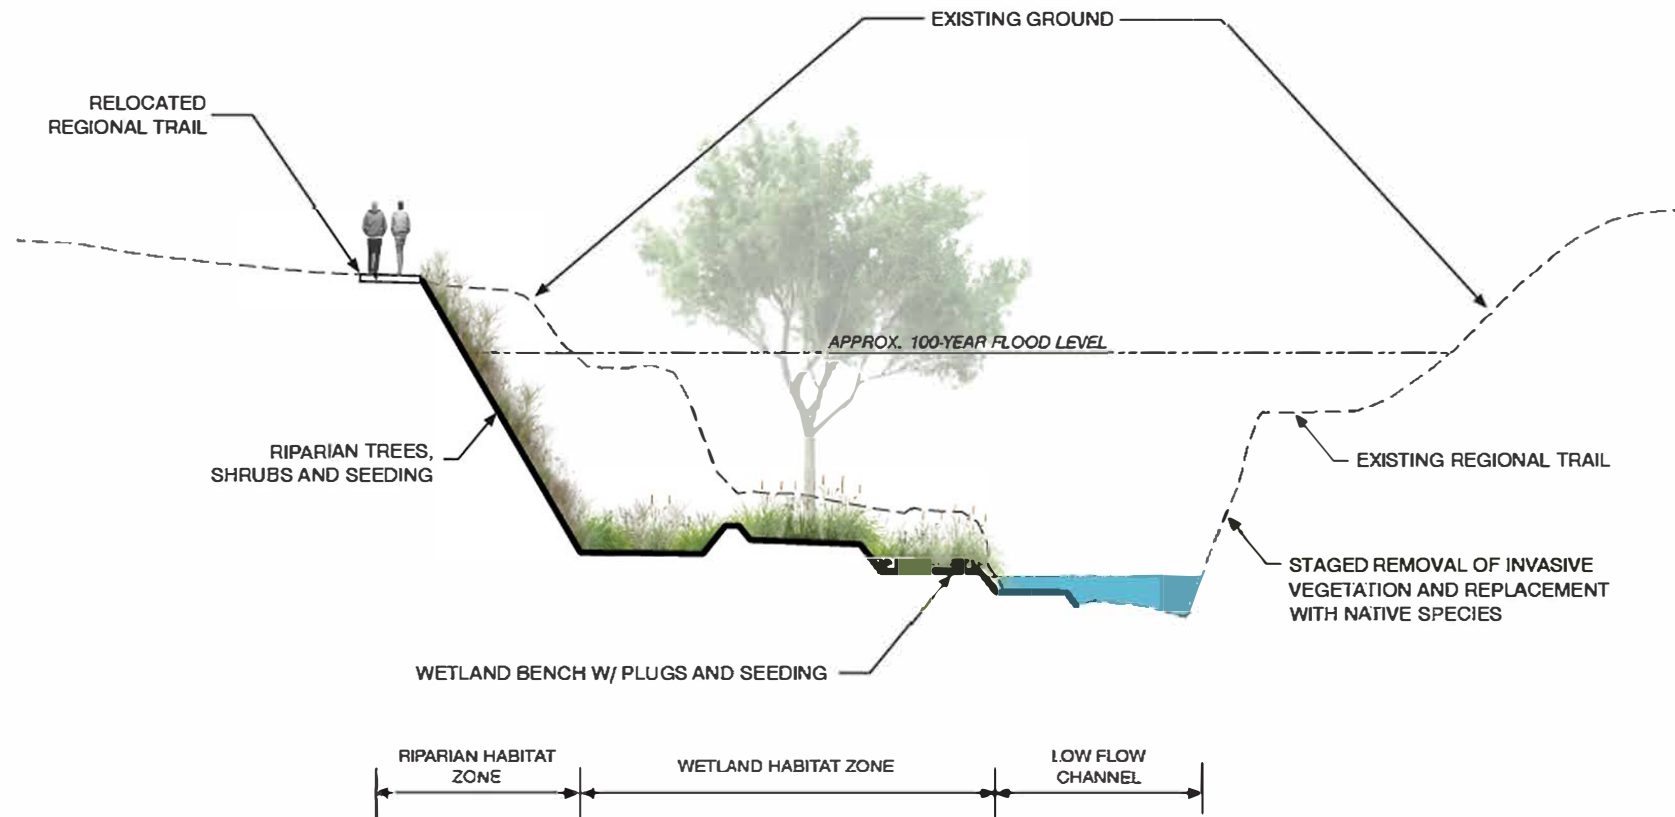 EXISTING GROUND
RELOCATED
REGIONAL TRAIL
APPROX. 100-YEAR FLOOD LEVEL
RIPARIAN TREES,
SHRUBS AND SEEDING
EXISTING REGIONAL TRAIL
STAGED REMOVAL OF INVASIVE
VEGETATION AND REPLACEMENT
WITH NATIVE SPECIES
WETLAND BENCH W/ PLUGS AND SEEDING
RIPARIAN HABITAT
ZONE
WETLAND HABITAT ZONE
LOW FLOW
CHANNEL